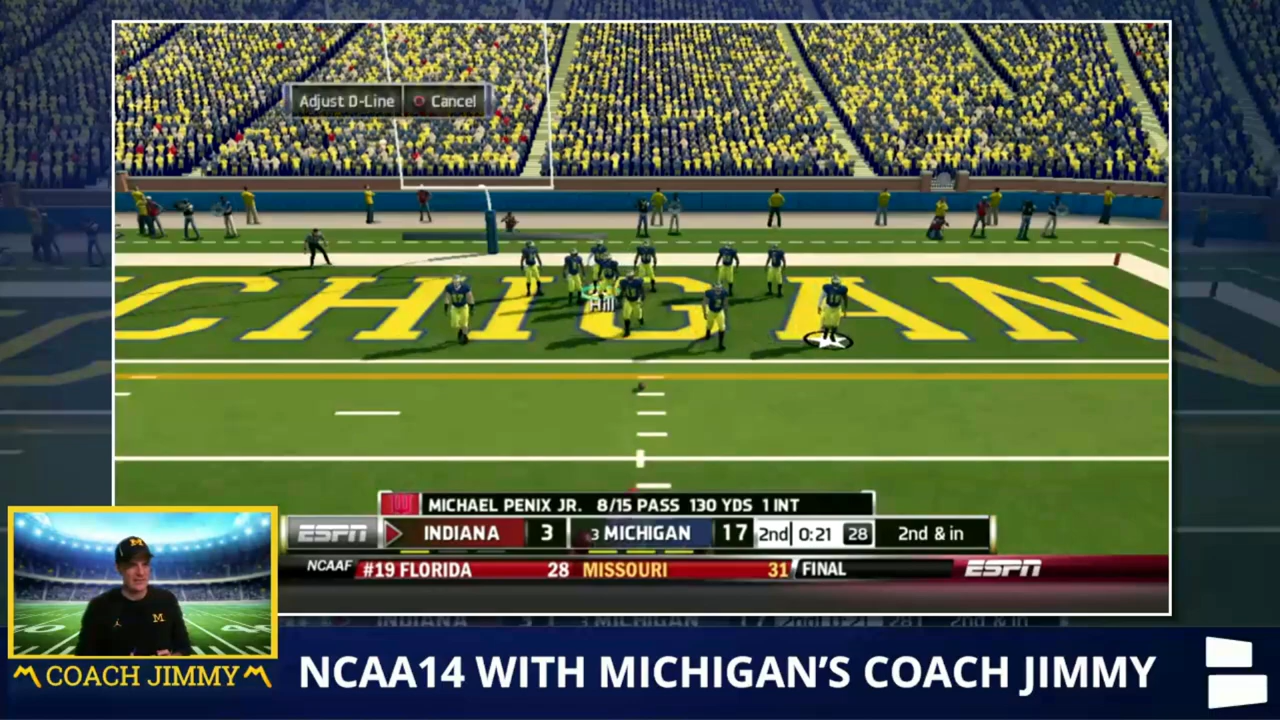 Adjust D-Line Cancel
CHIGAN
MICHAEL PENIX JR. 8/15 PASS 130 YDS 1 INT
ESPN INDIANA 3 3 MICHIGAN 17 2nd 0:21 28 2nd & in
NCAAF #19 FLORIDA 28 MISSOURI 31 FINAL ESPN
M
M
COACH JIMMY
NCAA14 WITH MICHIGAN'S COACH JIMMY